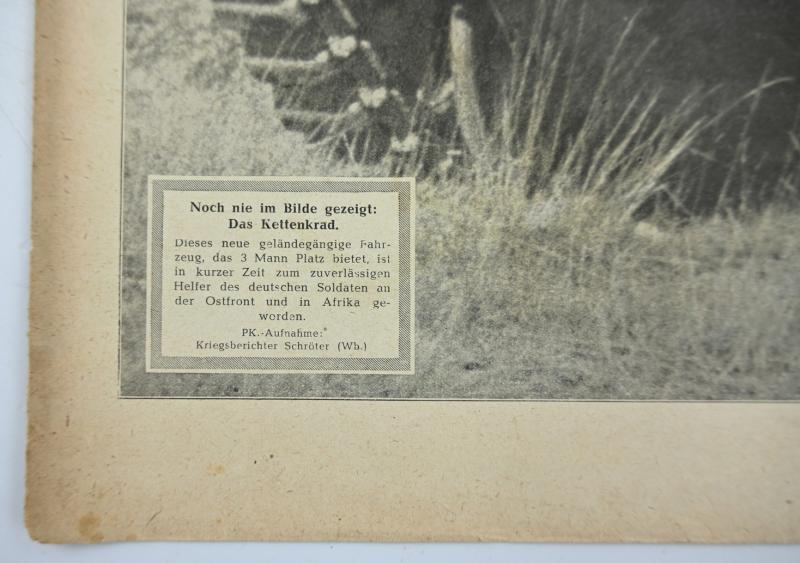 Noch nie im Bilde gezeigt:
Das Kettenkrad.
Dieses neue geländegängige Fahr-
zeug, das 3 Mann Platz bietet, ist
in kurzer Zeit zum zuverlässigen
Helfer des deutschen Soldaten an
der Ostfront und in Afrika ge-
worden.
PK.-Aufnahme:
Kriegsberichter Schröter (Wb.)